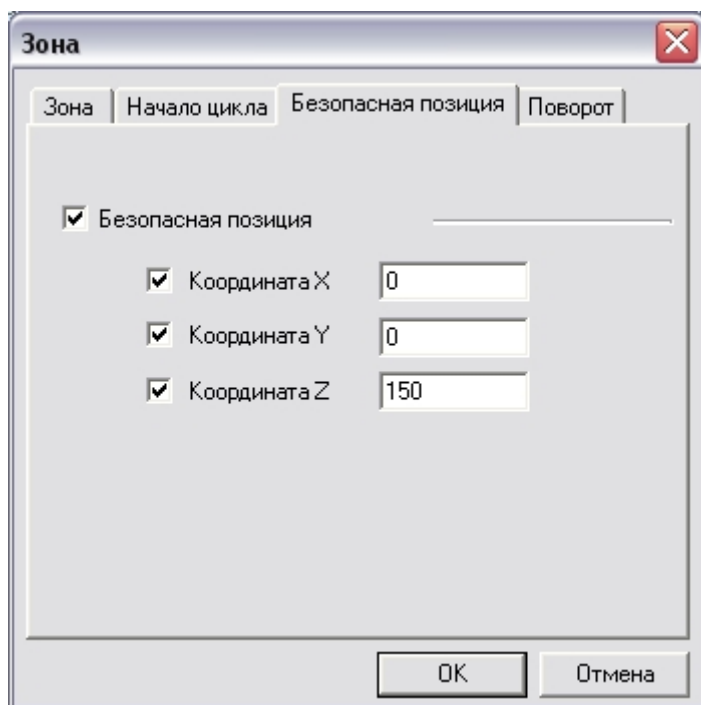 Зона
Зона Начало цикла Безопасная позиция Поворот
Безопасная позиция
Координата X 0
Координата Y 0
Координата Z 150
OK Отмена